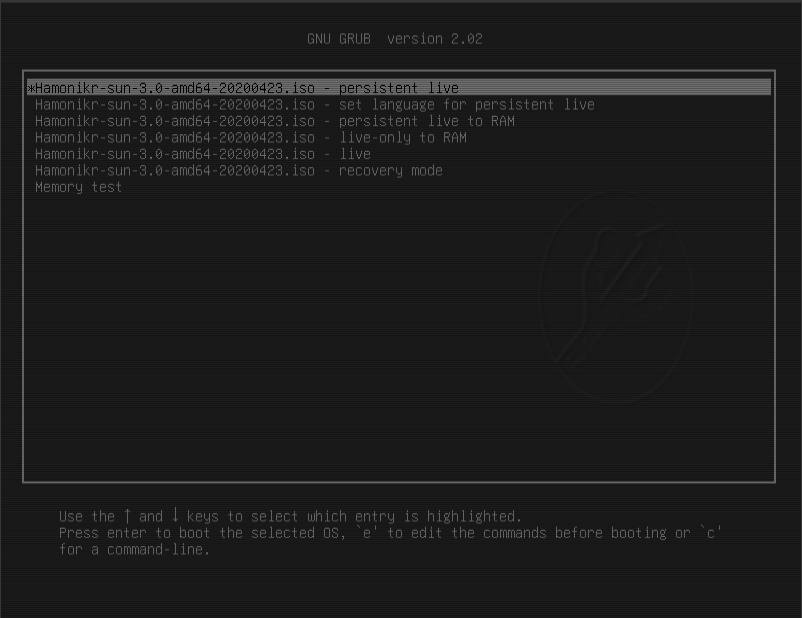 GNU GRUB  version 2.02
*Hamonikr-sun-3.0-amd64-20200423.iso - persistent live
Hamonikr-sun-3.0-amd64-20200423.iso - set language for persistent live
Hamonikr-sun-3.0-amd64-20200423.iso - persistent live to RAM
Hamonikr-sun-3.0-amd64-20200423.iso - live-only to RAM
Hamonikr-sun-3.0-amd64-20200423.iso - live
Hamonikr-sun-3.0-amd64-20200423.iso - recovery mode
Memory test
Use the ↑ and ↓ keys to select which entry is highlighted.
Press enter to boot the selected OS, `e' to edit the commands before booting or `c'
for a command-line.